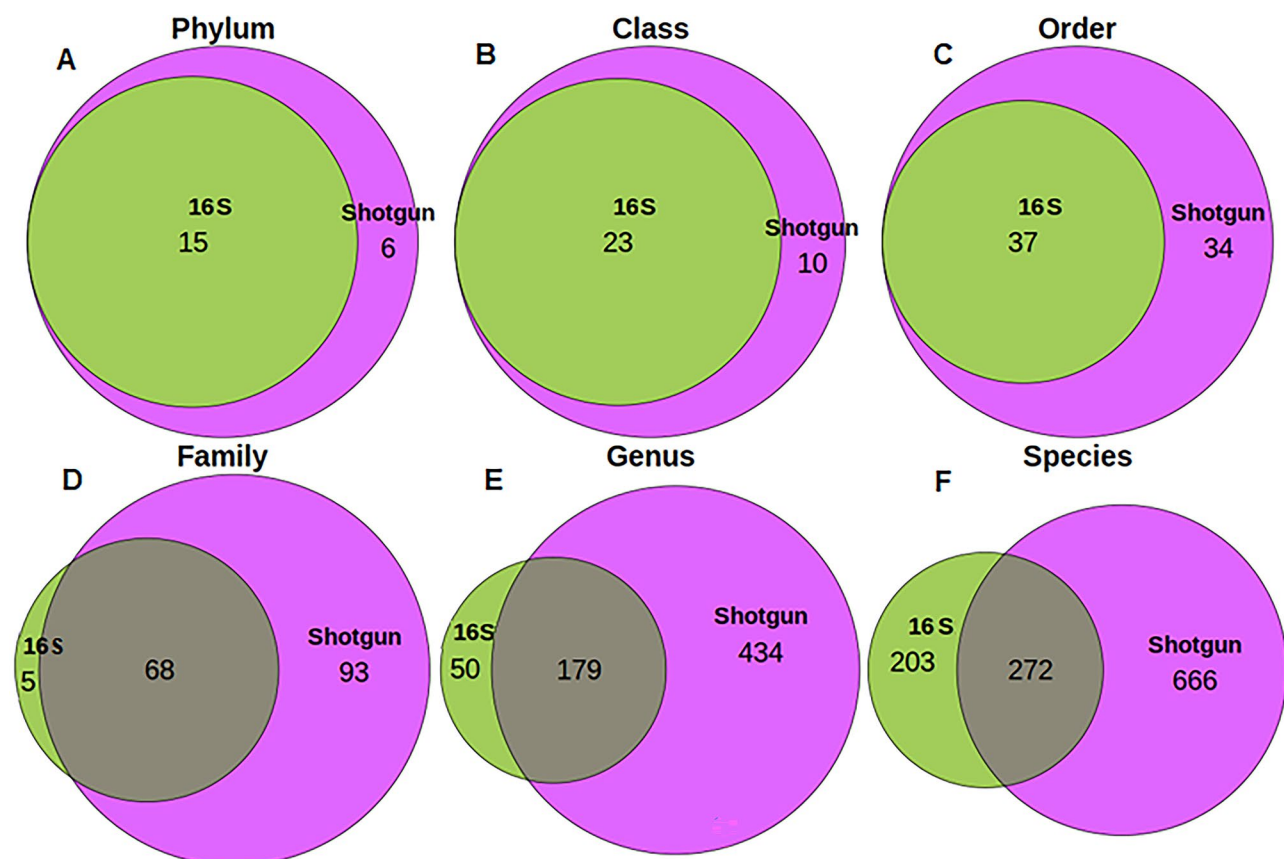 Phylum
A
16S
15
Shotgun
6
Class
B
16S
23
Shotgun
10
Order
C
16S
37
Shotgun
34
Family
D
16S
5
68
Shotgun
93
Genus
E
16S
50
179
Shotgun
434
Species
F
16S
203
272
Shotgun
666